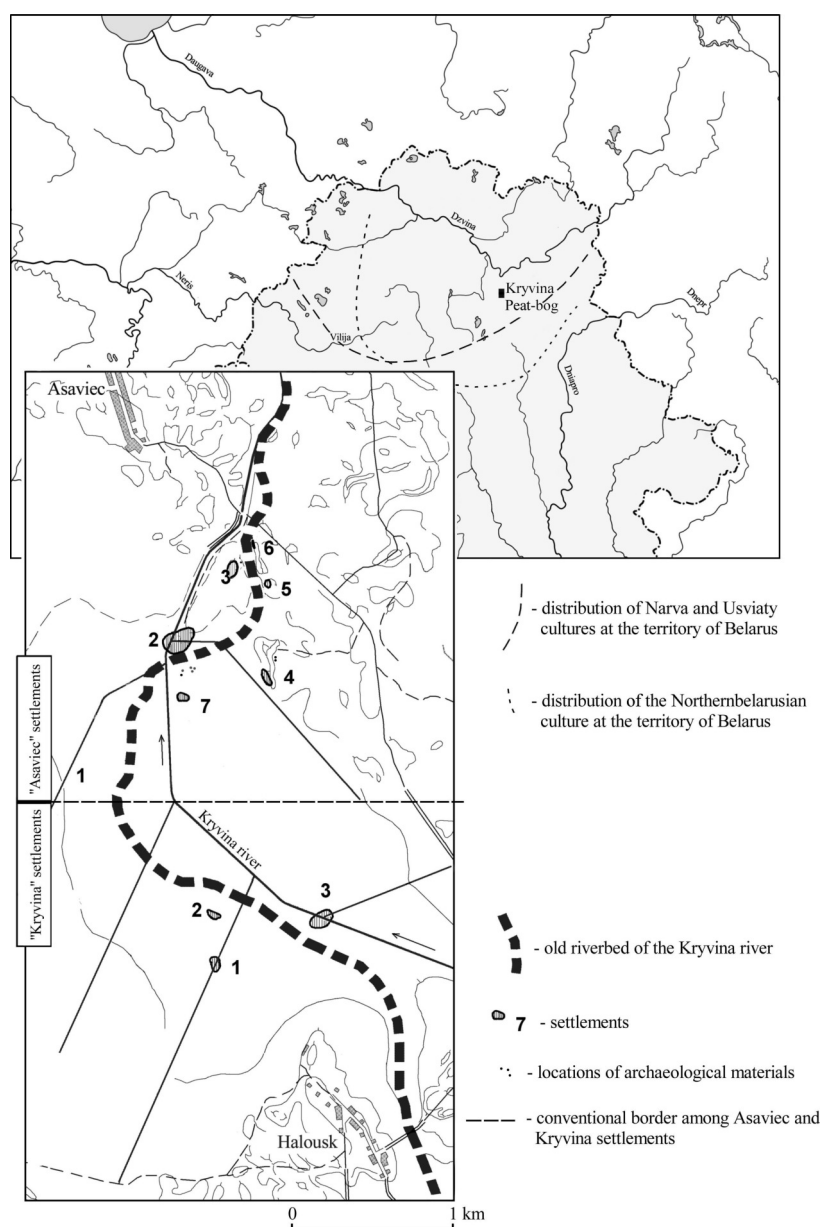 Daugava
Dzvina
Neris
Kryvina
Peat-bog
Dnepr
Vilija
Dniapro
Asaviec
6
3
5
2
4
7
1
"Asaviec" settlements
"Kryvina" settlements
Kryvina river
3
2
1
Halousk
0 1 km
- distribution of Narva and Usviaty
cultures at the territory of Belarus
- distribution of the Northernbelarusian
culture at the territory of Belarus
- old riverbed of the Kryvina river
7 - settlements
- locations of archaeological materials
- conventional border among Asaviec and
Kryvina settlements